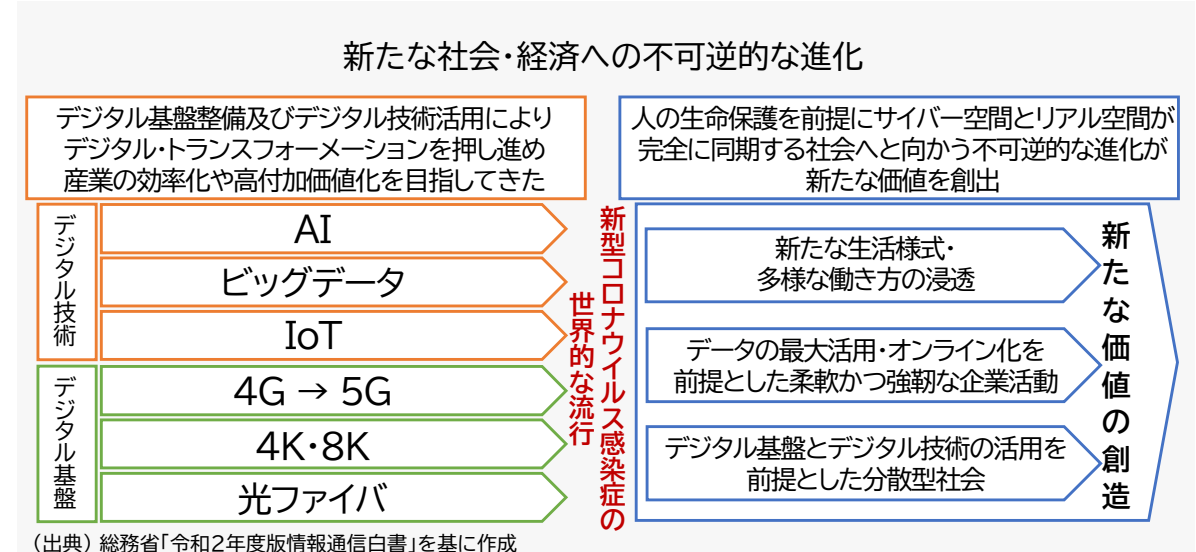 新たな社会・経済への不可逆的な進化
デジタル基盤整備及びデジタル技術活用により
デジタル・トランスフォーメーションを押し進め
産業の効率化や高付加価値化を目指してきた
デジタル技術
AI
ビッグデータ
IoT
デジタル基盤
4G → 5G
4K・8K
光ファイバ
新型コロナウイルス感染症の
世界的な流行
人の生命保護を前提にサイバー空間とリアル空間が
完全に同期する社会へと向かう不可逆的な進化が
新たな価値を創出
新たな生活様式・
多様な働き方の浸透
データの最大活用・オンライン化を
前提とした柔軟かつ強靭な企業活動
デジタル基盤とデジタル技術の活用を
前提とした分散型社会
新たな価値の創造
（出典） 総務省「令和2年度版情報通信白書」を基に作成